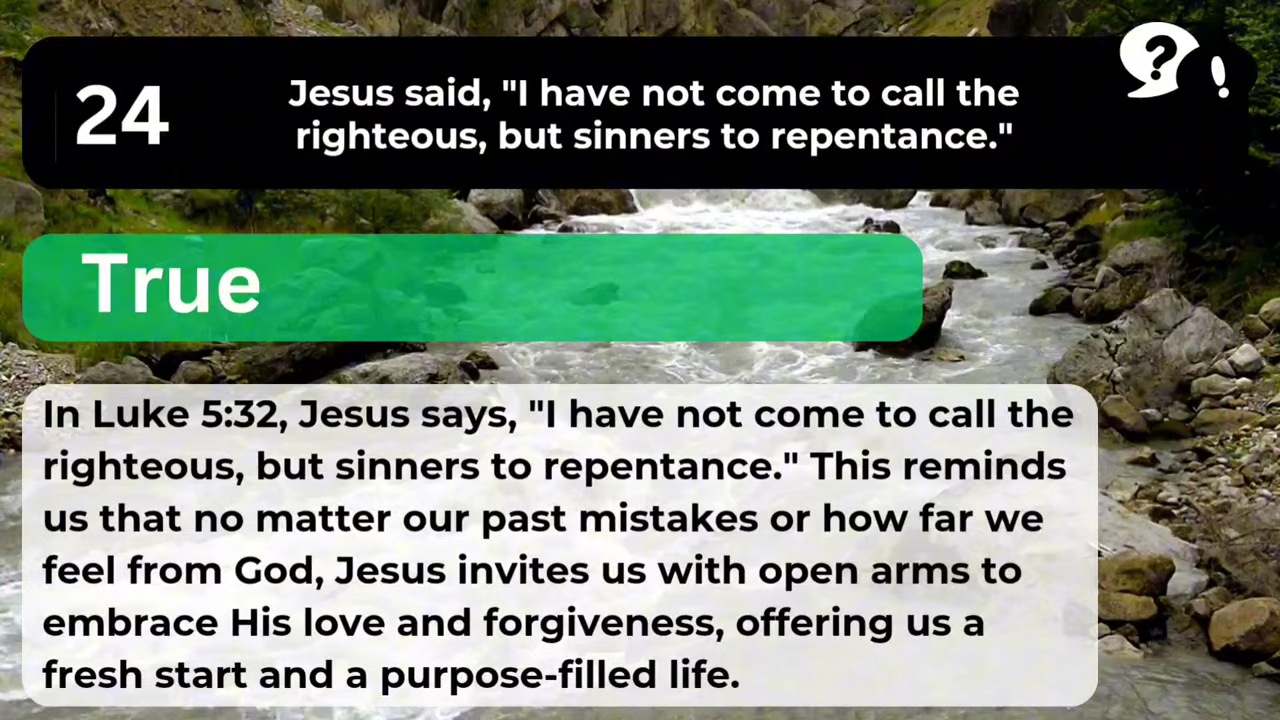 24
Jesus said, "I have not come to call the
righteous, but sinners to repentance."
?
!
True
In Luke 5:32, Jesus says, "I have not come to call the
righteous, but sinners to repentance." This reminds
us that no matter our past mistakes or how far we
feel from God, Jesus invites us with open arms to
embrace His love and forgiveness, offering us a
fresh start and a purpose-filled life.